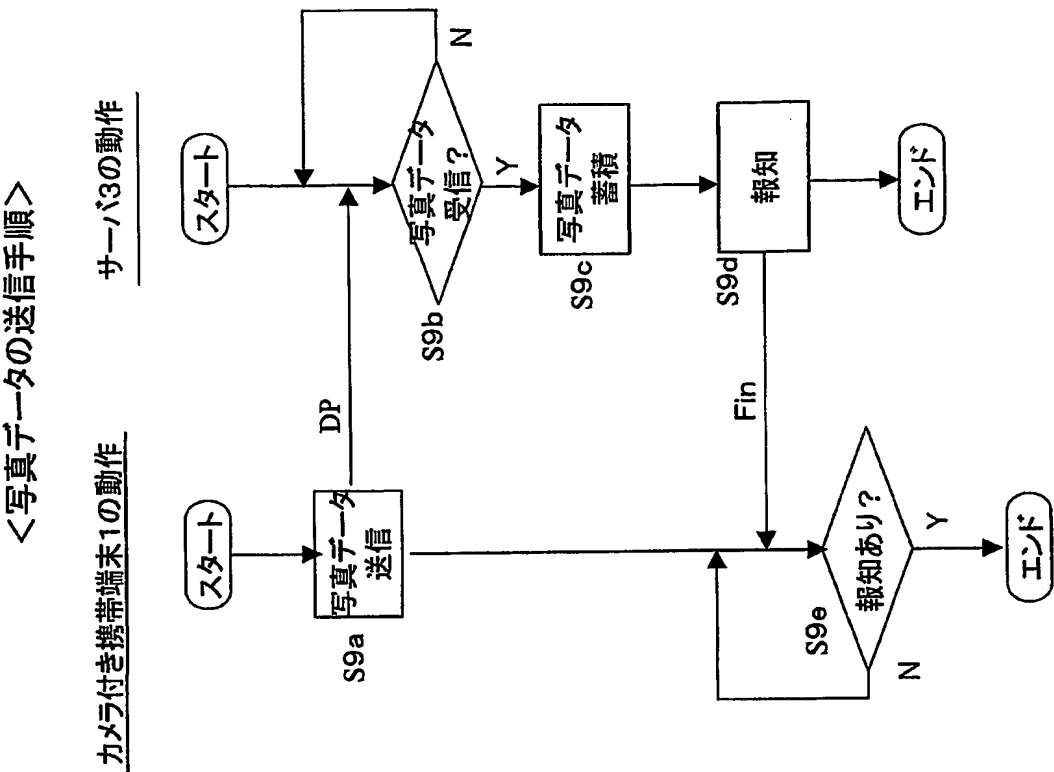 <写真データの送信手順>
カメラ付き携帯端末1の動作
スタート
写真データ
送信
S9a
DP
S9e
報知あり?
N
Y
エンド
サーバ3の動作
スタート
写真データ
受信?
S9b
N
Y
写真データ
蓄積
S9c
報知
S9d
Fin
エンド